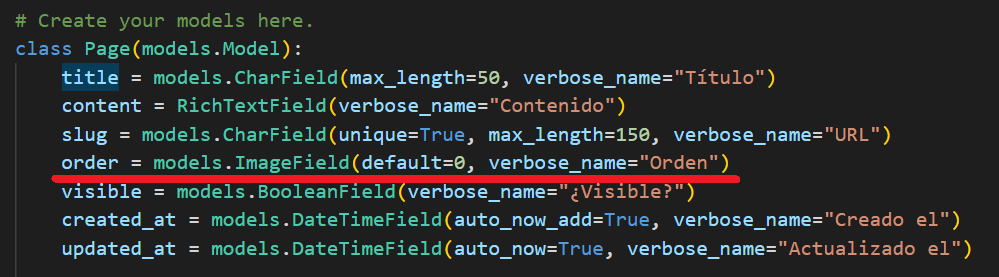 # Create your models here.
class Page(models.Model):
    title = models.CharField(max_length=50, verbose_name="Título")
    content = RichTextField(verbose_name="Contenido")
    slug = models.CharField(unique=True, max_length=150, verbose_name="URL")
    order = models.ImageField(default=0, verbose_name="Orden")
    visible = models.BooleanField(verbose_name="¿Visible?")
    created_at = models.DateTimeField(auto_now_add=True, verbose_name="Creado el")
    updated_at = models.DateTimeField(auto_now=True, verbose_name="Actualizado el")